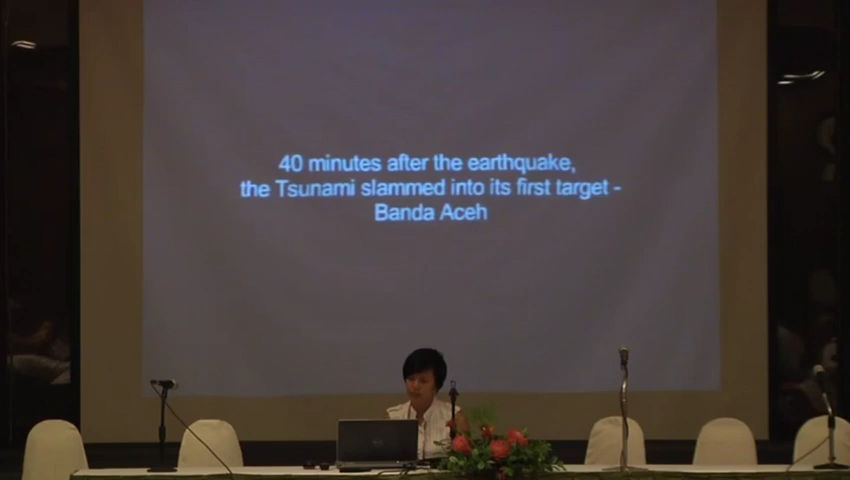 40 minutes after the earthquake,
the Tsunami slammed into its first target -
Banda Aceh